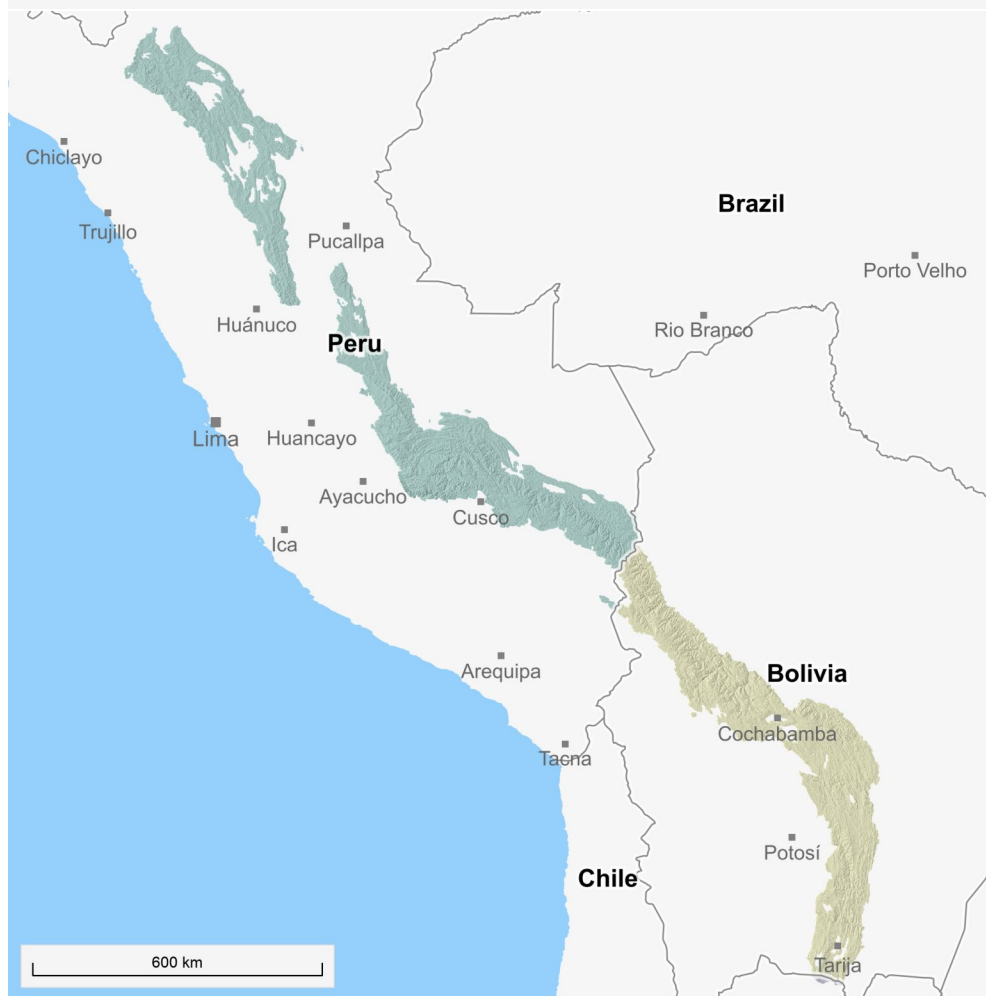 Chiclayo
Trujillo
Pucallpa
Brazil
Porto Velho
Huánuco
Peru
Rio Branco
Lima
Huancayo
Ayacucho
Cusco
Ica
Arequipa
Bolivia
Cochabamba
Tacna
Potosí
Chile
600 km
Tarija